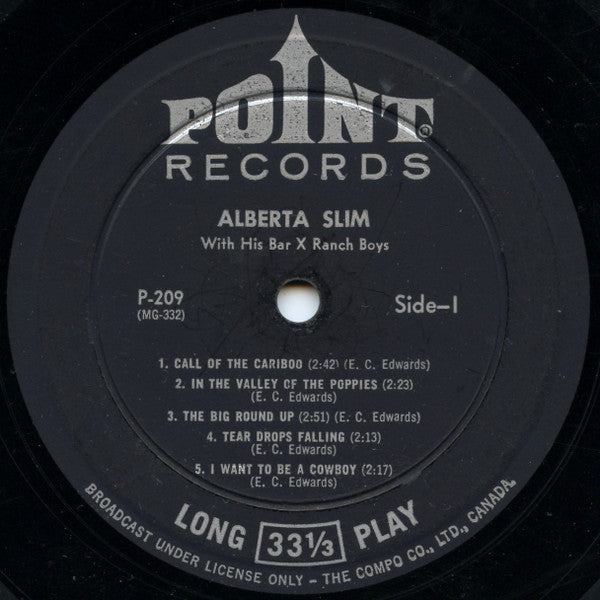 POINT®
RECORDS
ALBERTA SLIM
With His Bar X Ranch Boys
P-209
(MG-332)
Side-I
1. CALL OF THE CARIBOO (2:42) (E. C. Edwards)
2. IN THE VALLEY OF THE POPPIES (2:23)
(E. C. Edwards)
3. THE BIG ROUND UP (2:51) (E. C. Edwards)
4. TEAR DROPS FALLING (2:13)
(E. C. Edwards)
5. I WANT TO BE A COWBOY (2:17)
(E. C. Edwards)
LONG 33⅓ PLAY
BROADCAST UNDER LICENSE ONLY - THE COMPO CO., LTD., CANADA.